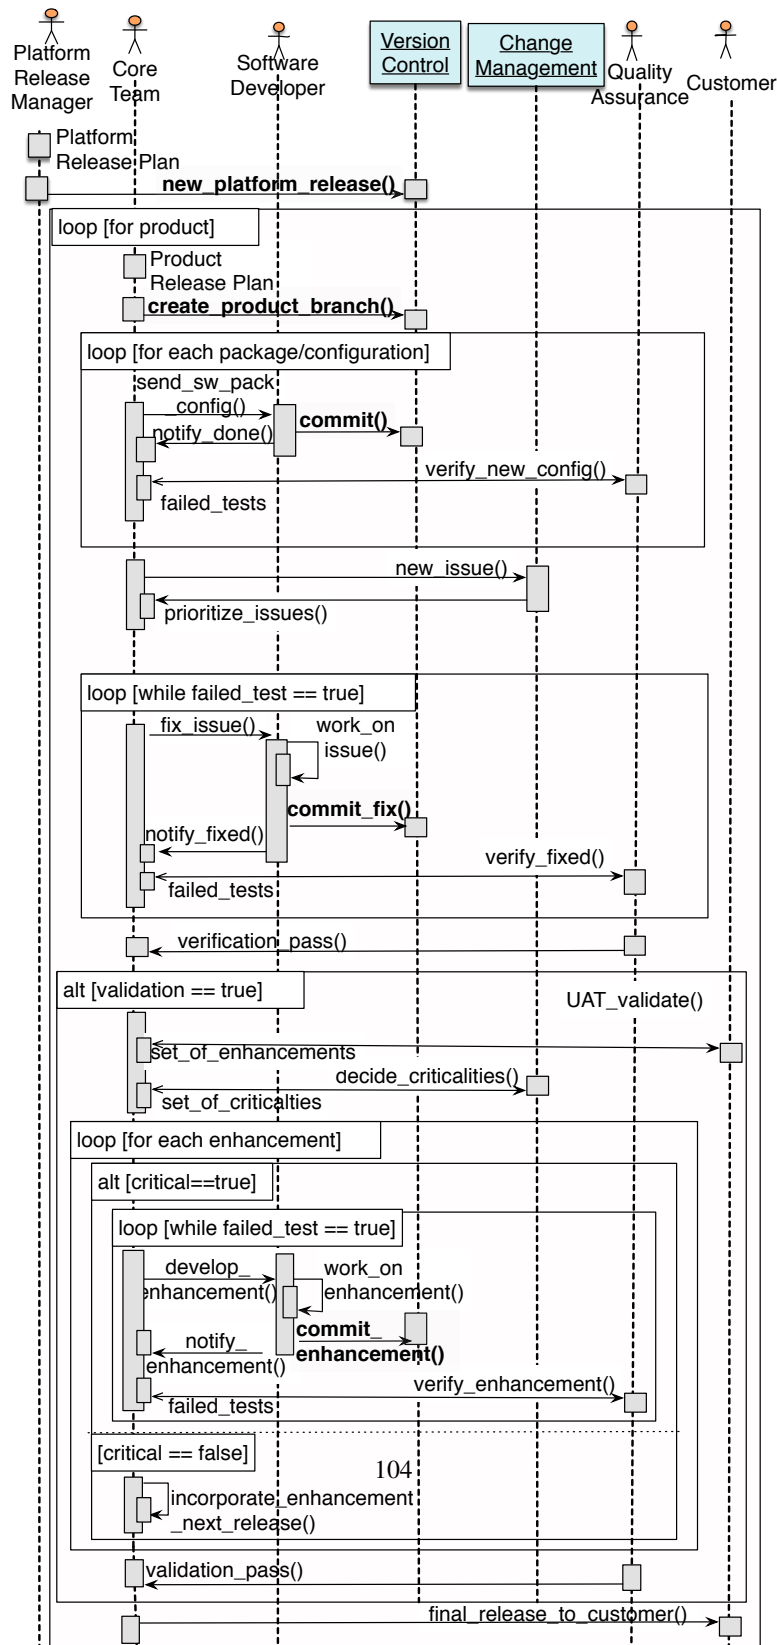 Platform
Release
Manager
Core
Team
Software
Developer
Version
Control
Change
Management
Quality
Assurance
Customer
Platform
Release Plan
new_platform_release()
loop [for product]
Product
Release Plan
create_product_branch()
loop [for each package/configuration]
send_sw_pack
_config()
commit()
notify_done()
verify_new_config()
failed_tests
new_issue()
prioritize_issues()
loop [while failed_test == true]
fix_issue()
work_on
issue()
commit_fix()
notify_fixed()
verify_fixed()
failed_tests
verification_pass()
alt [validation == true]
UAT_validate()
set_of_enhancements
decide_criticalities()
set_of_criticalties
loop [for each enhancement]
alt [critical==true]
loop [while failed_test == true]
develop_
enhancement()
work_on
enhancement()
commit_
enhancement()
notify_
enhancement()
verify_enhancement()
failed_tests
[critical == false]
104
incorporate_enhancement
_next_release()
validation_pass()
final_release_to_customer()